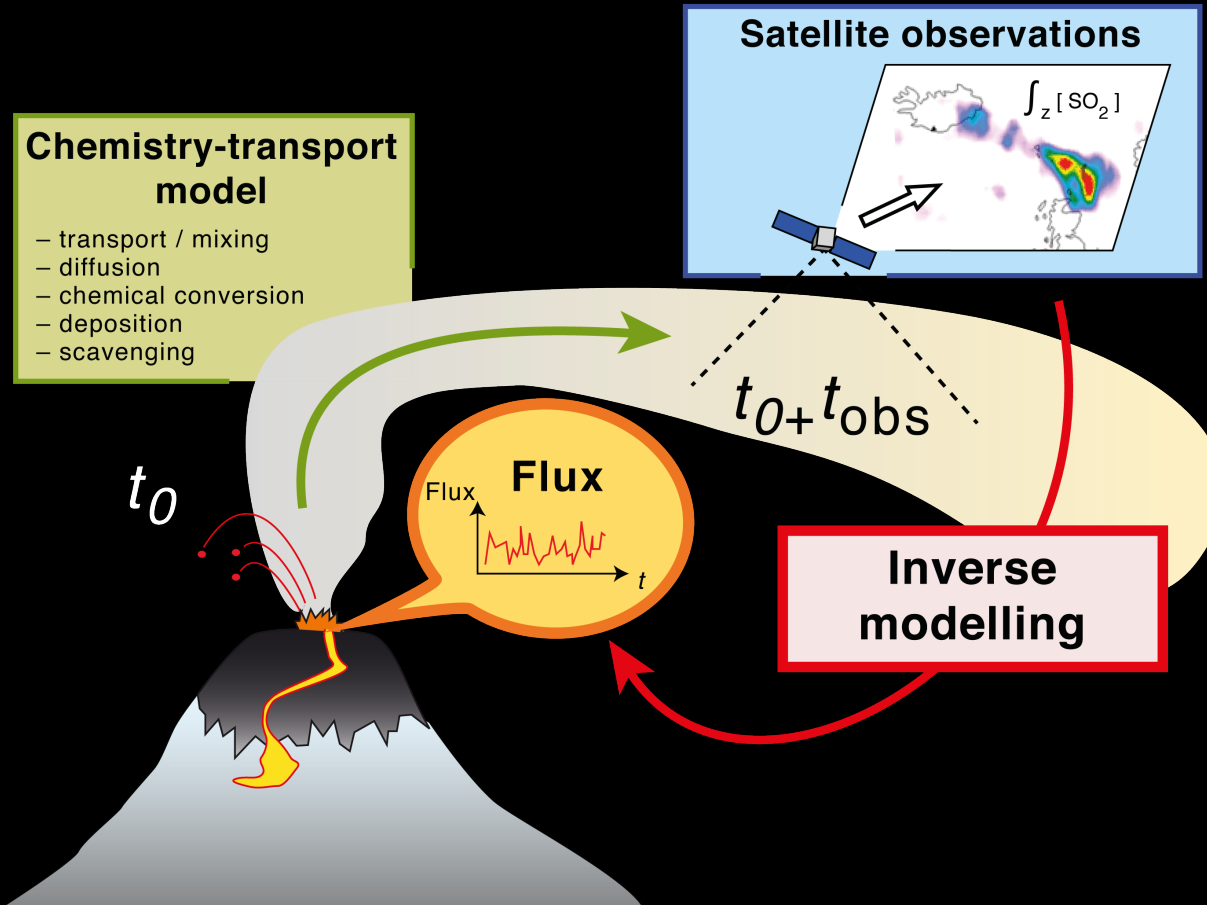 Satellite observations
∫z [ SO2 ]
Chemistry-transport
model
– transport / mixing
– diffusion
– chemical conversion
– deposition
– scavenging
t0
t0+tobs
Flux
Flux
t
Inverse
modelling